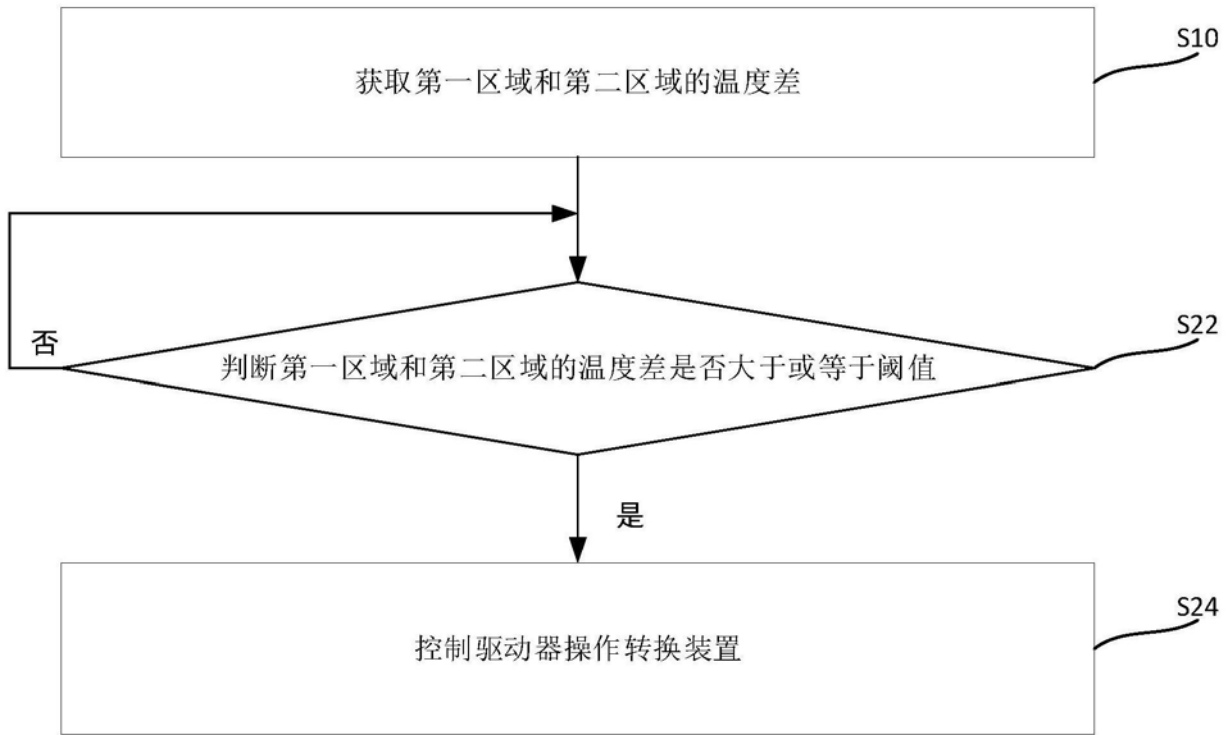 获取第一区域和第二区域的温度差
S10
否
判断第一区域和第二区域的温度差是否大于或等于阈值
S22
是
控制驱动器操作转换装置
S24